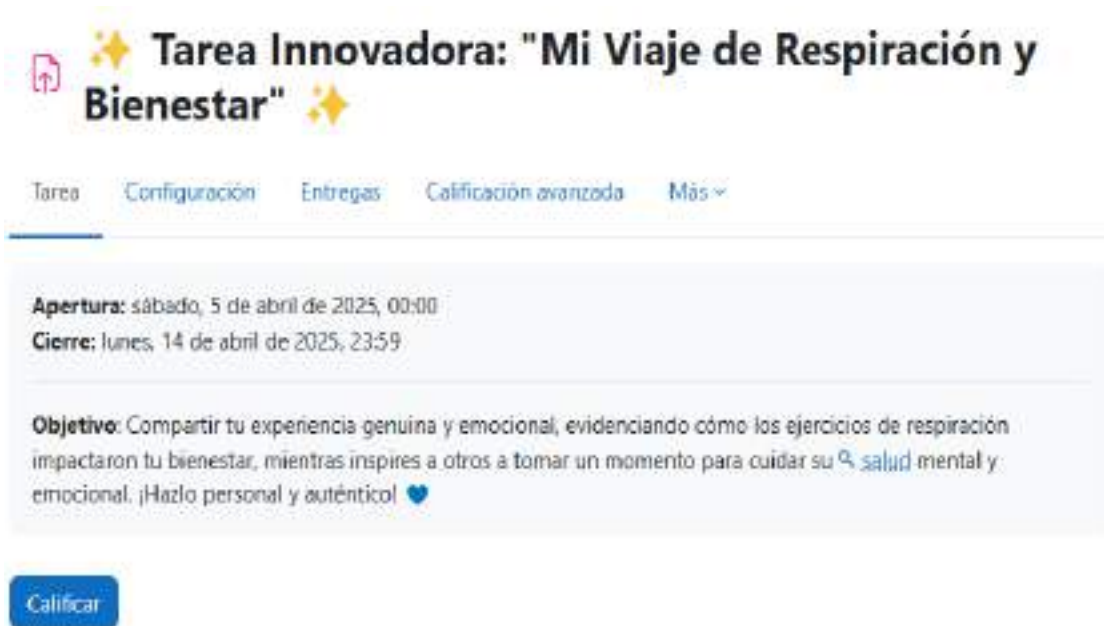 ✨ Tarea Innovadora: "Mi Viaje de Respiración y
Bienestar" ✨
Tarea Configuración Entregas Calificación avanzada Más
Apertura: sábado, 5 de abril de 2025, 00:00
Cierre: lunes, 14 de abril de 2025, 23:59
Objetivo: Compartir tu experiencia genuina y emocional, evidenciando cómo los ejercicios de respiración
impactaron tu bienestar, mientras inspires a otros a tomar un momento para cuidar su salud mental y
emocional. ¡Hazlo personal y auténtico! 💙
Calificar